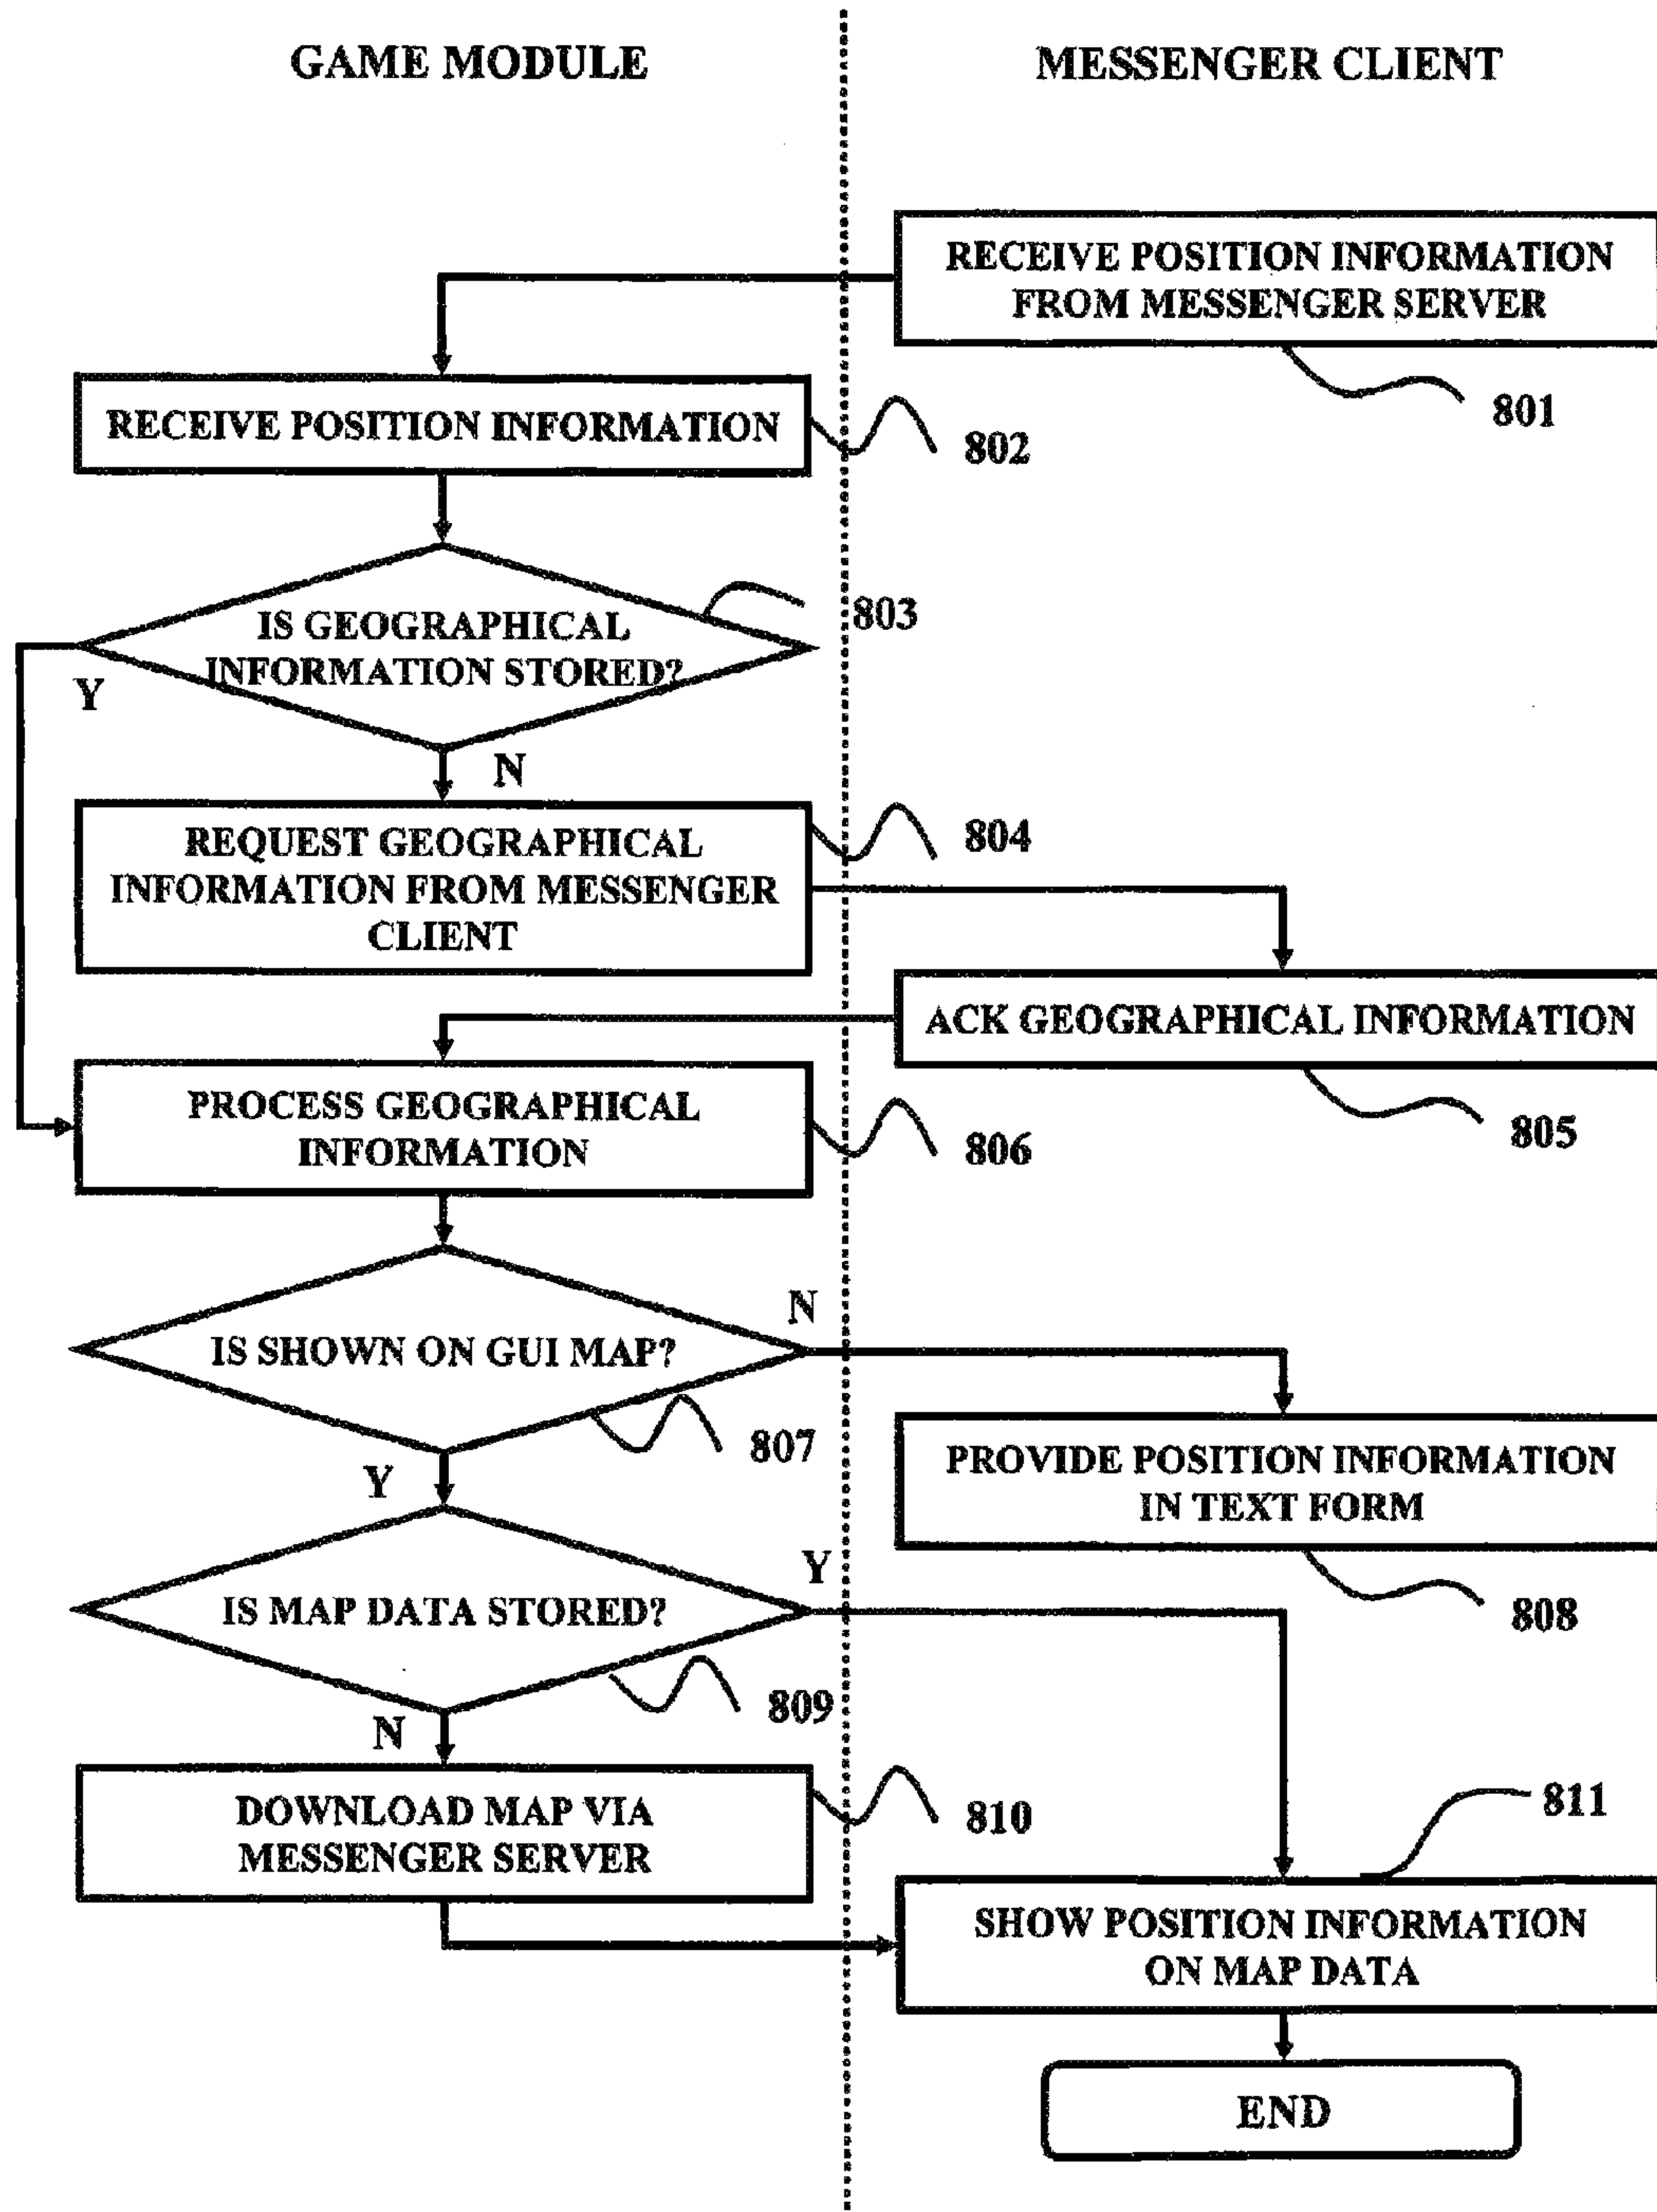 GAME MODULE
MESSENGER CLIENT
RECEIVE POSITION INFORMATION
FROM MESSENGER SERVER
801
RECEIVE POSITION INFORMATION
802
IS GEOGRAPHICAL
INFORMATION STORED?
803
Y
N
REQUEST GEOGRAPHICAL
INFORMATION FROM MESSENGER
CLIENT
804
ACK GEOGRAPHICAL INFORMATION
805
PROCESS GEOGRAPHICAL
INFORMATION
806
IS SHOWN ON GUI MAP?
N
807
Y
PROVIDE POSITION INFORMATION
IN TEXT FORM
808
IS MAP DATA STORED?
Y
809
N
DOWNLOAD MAP VIA
MESSENGER SERVER
810
811
SHOW POSITION INFORMATION
ON MAP DATA
END